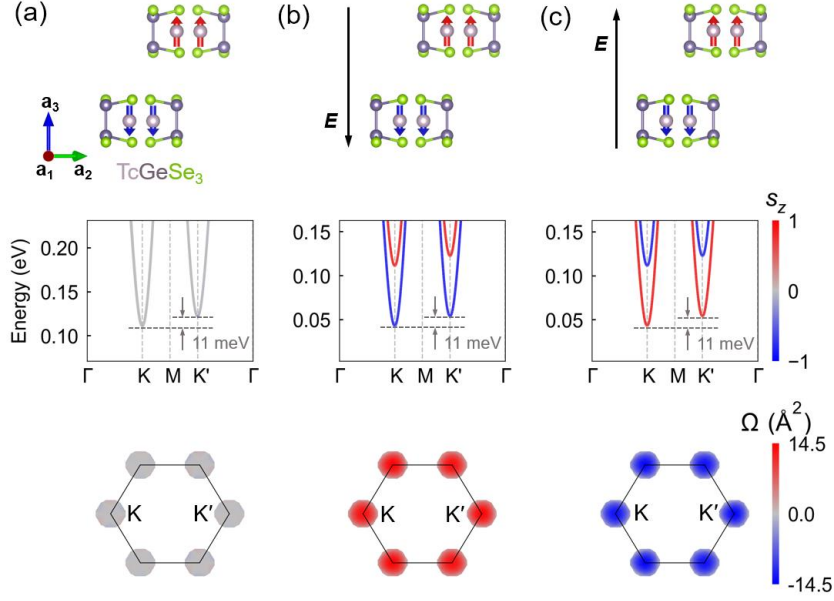 (a)
(b)
(c)
E
E
a3
a1
a2
TcGeSe3
Energy (eV)
0.20
0.15
0.10
11 meV
Γ K M K′ Γ
0.15
0.10
0.05
11 meV
Γ K M K′ Γ
0.15
0.10
0.05
11 meV
Γ K M K′ Γ
sz
1
0
−1
K K′
K K′
K K′
Ω (Å²)
14.5
0.0
-14.5